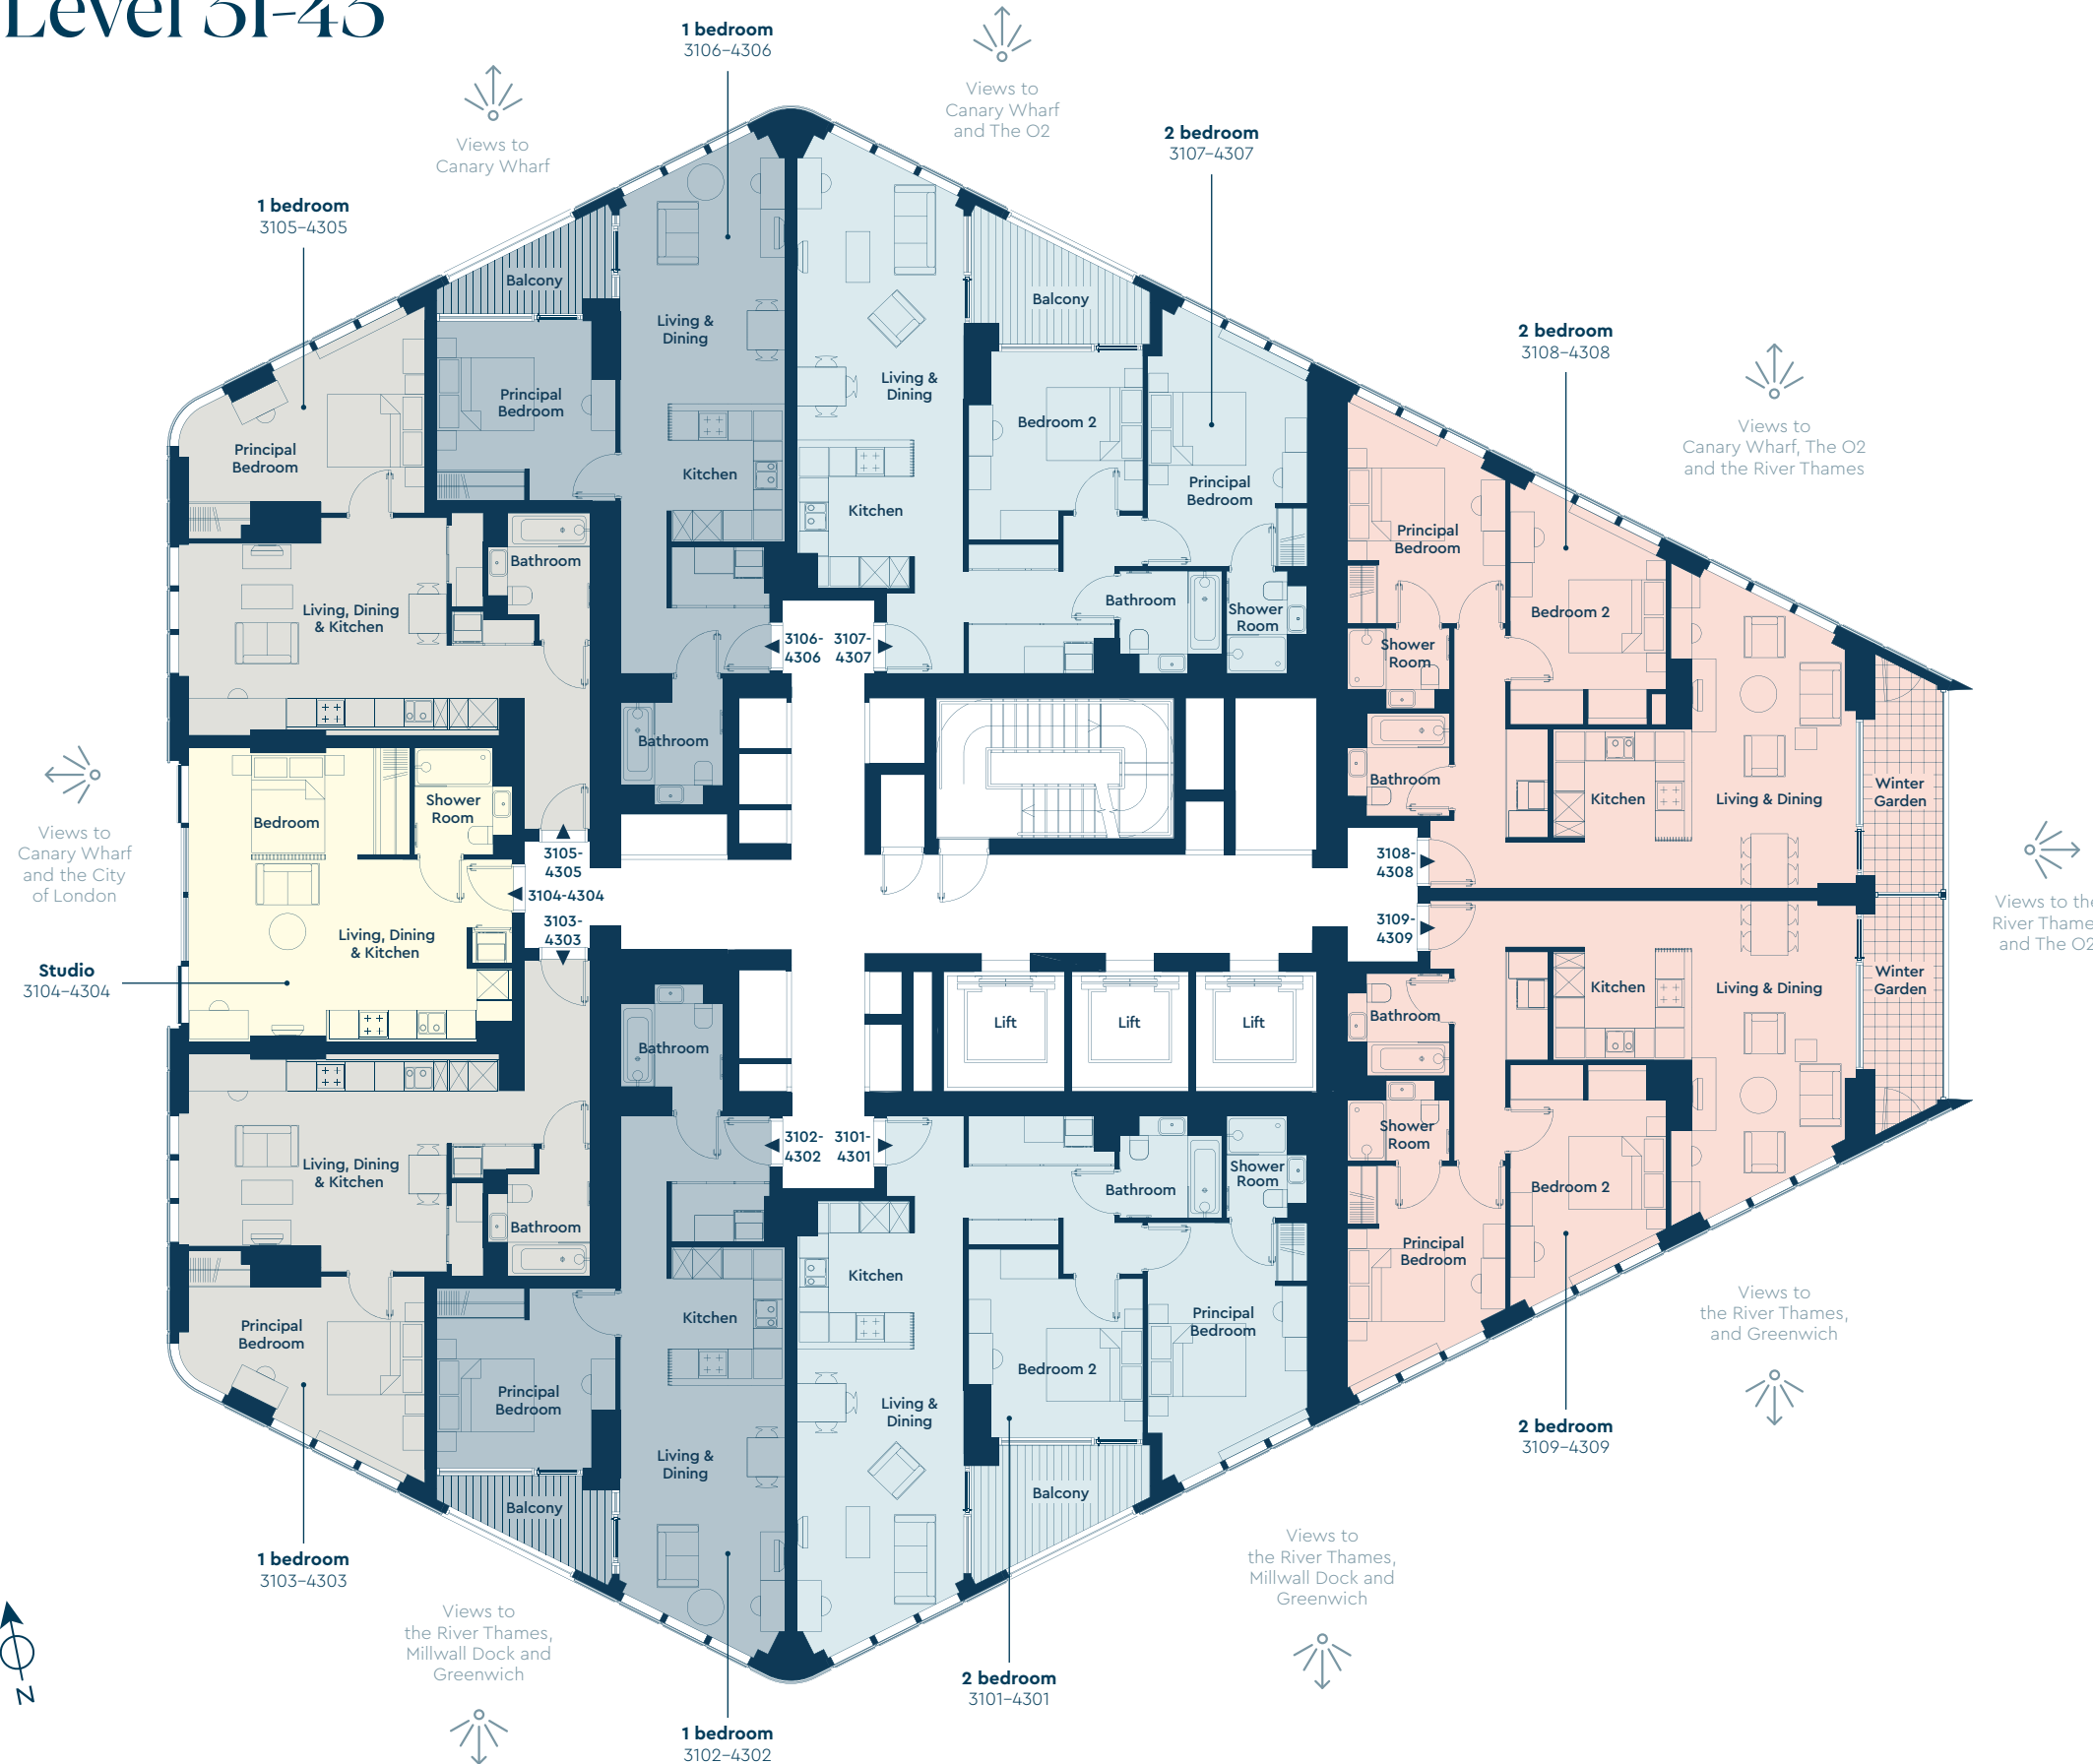 Level 31-43
1 bedroom
3106-4306
Views to
Canary Wharf
and The O2
2 bedroom
3107-4307
Views to
Canary Wharf
1 bedroom
3105-4305
2 bedroom
3108-4308
Views to
Canary Wharf, The O2
and the River Thames
Balcony
Living &
Dining
Principal
Bedroom
Kitchen
Bathroom
Balcony
Living &
Dining
Kitchen
Bedroom 2
Principal
Bedroom
Bathroom
Shower
Room
Principal
Bedroom
Living, Dining
& Kitchen
Bathroom
Principal
Bedroom
Bedroom 2
Shower
Room
Bathroom
Kitchen
Living & Dining
Winter
Garden
3106-
4306
3107-
4307
Views to
Canary Wharf
and the City
of London
Bedroom
Shower
Room
Living, Dining
& Kitchen
Studio
3104-4304
3105-
4305
3104-4304
3103-
4303
3108-
4308
3109-
4309
Views to the
River Thame
and The O2
Lift
Lift
Lift
Bathroom
Kitchen
Living & Dining
Winter
Garden
Shower
Room
Principal
Bedroom
Bedroom 2
3102-
4302
3101-
4301
Living, Dining
& Kitchen
Bathroom
Principal
Bedroom
Bathroom
Kitchen
Principal
Bedroom
Living &
Dining
Balcony
Kitchen
Living &
Dining
Bathroom
Shower
Room
Bedroom 2
Principal
Bedroom
Balcony
Views to
the River Thames,
and Greenwich
2 bedroom
3109-4309
1 bedroom
3103-4303
Views to
the River Thames,
Millwall Dock and
Greenwich
Views to
the River Thames,
Millwall Dock and
Greenwich
2 bedroom
3101-4301
1 bedroom
3102-4302
N